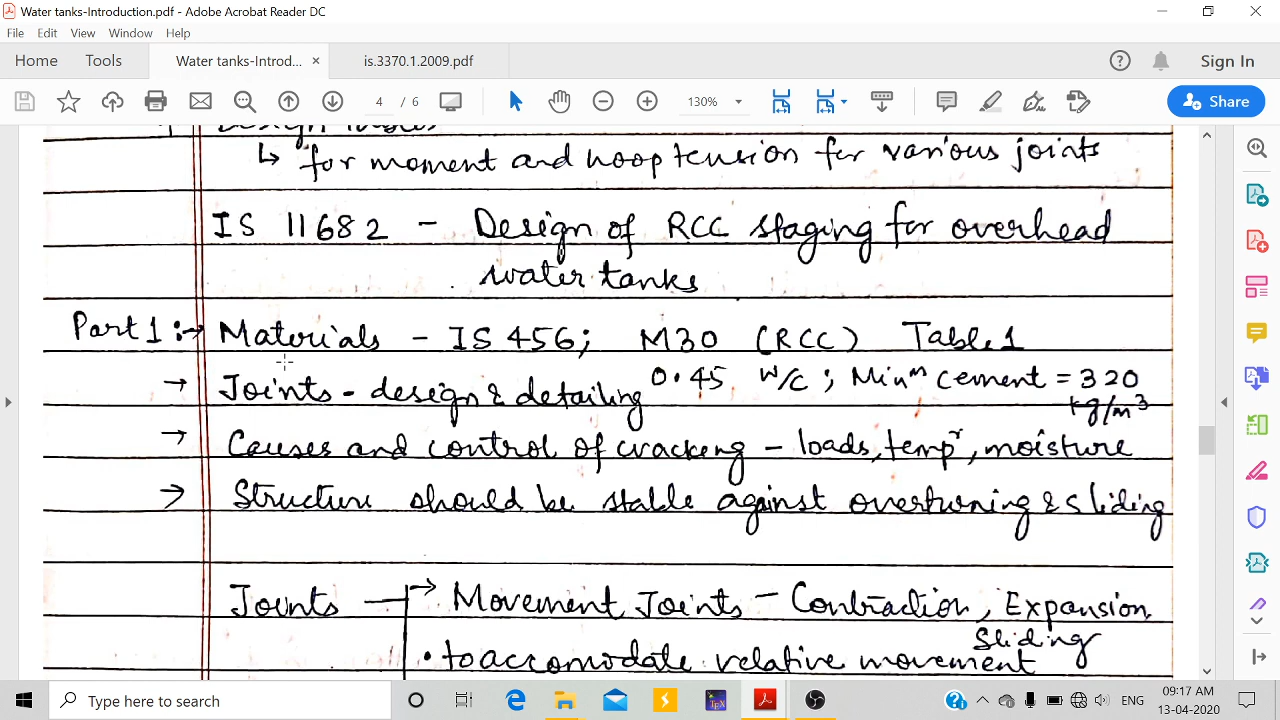 Water tanks-Introduction.pdf - Adobe Acrobat Reader DC
File Edit View Window Help
Home Tools Water tanks-Introd... × is.3370.1.2009.pdf Sign In
4 / 6 130% Share
Design tables
↳ for moment and hoop tension for various joints
IS 11682 - Design of RCC staging for overhead
water tanks
Part 1 :→ Materials - IS 456; M30 (RCC) Table 1
→ Joints - design & detailing 0.45 W/C ; Minᵐ cement = 320
kg/m³
→ Causes and control of cracking - loads, tempʳ, moisture
→ Structure should be stable against overturning & sliding
Joints → Movement Joints - Contraction, Expansion
Sliding
• to accomodate relative movement
Type here to search
ENG
09:17 AM
13-04-2020